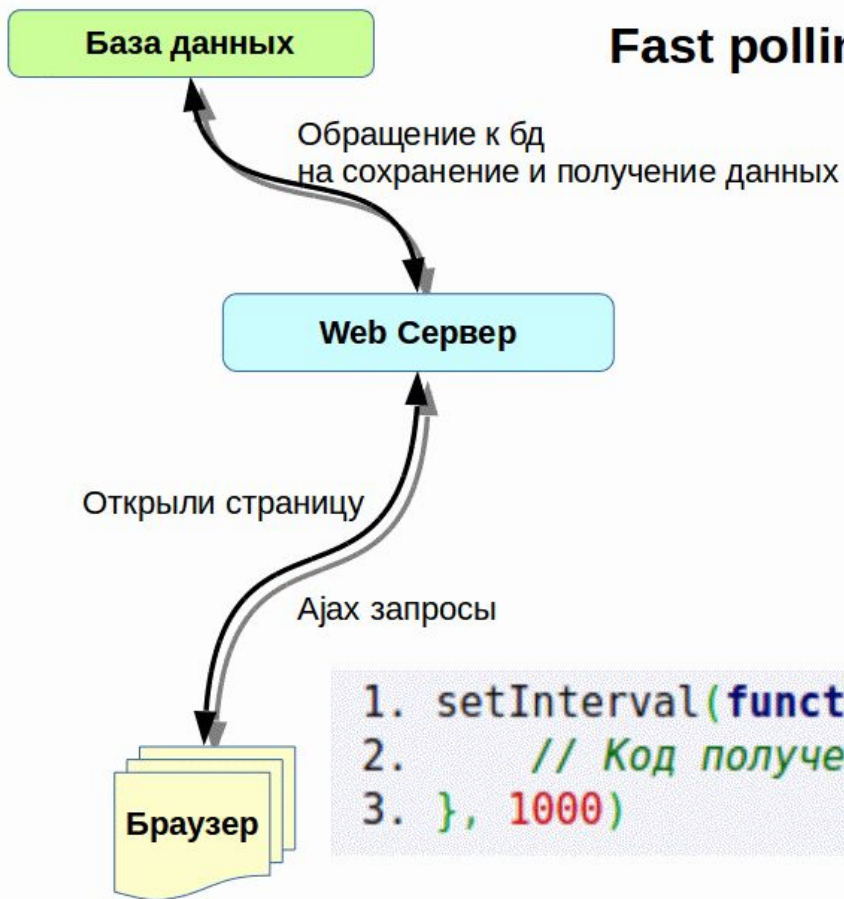 База данных
Fast pollin
Обращение к бд
на сохранение и получение данных
Web Сервер
Открыли страницу
Ajax запросы
1. setInterval(funct
2. // Код получе
3. }, 1000)
Браузер